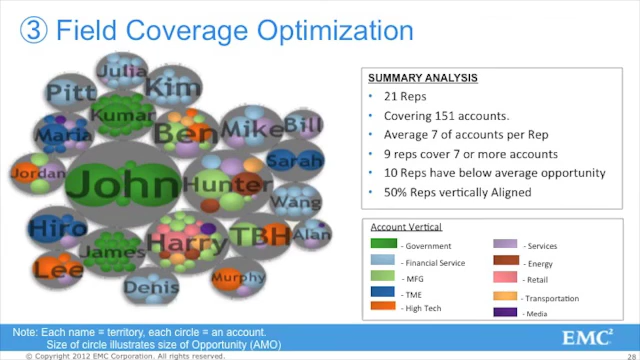 ③ Field Coverage Optimization
Julia
Pitt
Kim
Kumar
Maria
Ben
Mike
Bill
Jordan
John
Hunter
Sarah
Wang
Hiro
James
Harry
TBH
Alan
Lee
Denis
Murphy
SUMMARY ANALYSIS
• 21 Reps
• Covering 151 accounts.
• Average 7 of accounts per Rep
• 9 reps cover 7 or more accounts
• 10 Reps have below average opportunity
• 50% Reps vertically Aligned
Account Vertical
- Government
- Financial Service
- MFG
- TME
- High Tech
- Services
- Energy
- Retail
- Transportation
- Media
Note: Each name = territory, each circle = an account.
Size of circle illustrates size of Opportunity (AMO)
EMC²
© Copyright 2012 EMC Corporation. All rights reserved.
28